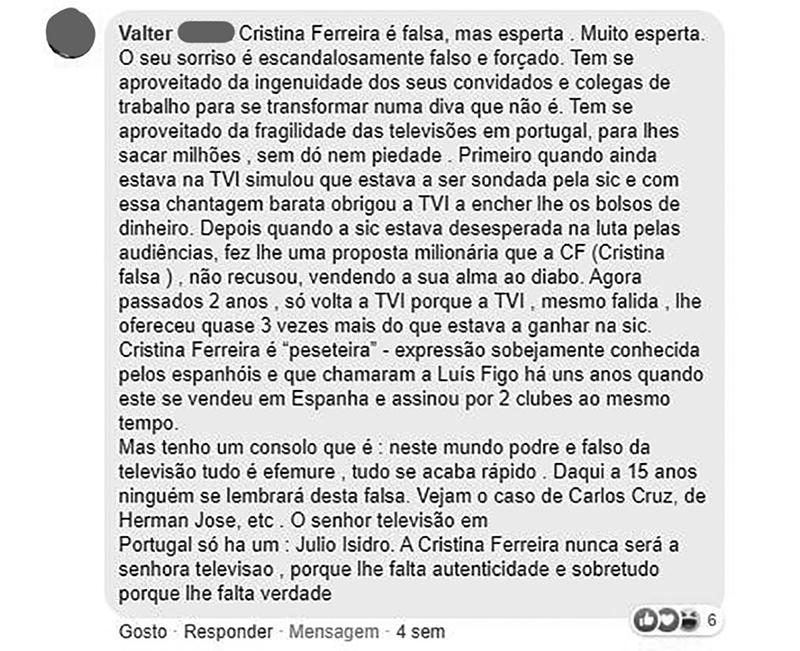 Valter Cristina Ferreira é falsa, mas esperta . Muito esperta.
O seu sorriso é escandalosamente falso e forçado. Tem se
aproveitado da ingenuidade dos seus convidados e colegas de
trabalho para se transformar numa diva que não é. Tem se
aproveitado da fragilidade das televisões em portugal, para lhes
sacar milhões , sem dó nem piedade . Primeiro quando ainda
estava na TVI simulou que estava a ser sondada pela sic e com
essa chantagem barata obrigou a TVI a encher lhe os bolsos de
dinheiro. Depois quando a sic estava desesperada na luta pelas
audiências, fez lhe uma proposta milionária que a CF (Cristina
falsa ) , não recusou, vendendo a sua alma ao diabo. Agora
passados 2 anos , só volta a TVI porque a TVI , mesmo falida , lhe
ofereceu quase 3 vezes mais do que estava a ganhar na sic.
Cristina Ferreira é “peseteira” - expressão sobejamente conhecida
pelos espanhóis e que chamaram a Luís Figo há uns anos quando
este se vendeu em Espanha e assinou por 2 clubes ao mesmo
tempo.
Mas tenho um consolo que é : neste mundo podre e falso da
televisão tudo é efemure , tudo se acaba rápido . Daqui a 15 anos
ninguém se lembrará desta falsa. Vejam o caso de Carlos Cruz, de
Herman Jose, etc . O senhor televisão em
Portugal só ha um : Julio Isidro. A Cristina Ferreira nunca será a
senhora televisao , porque lhe falta autenticidade e sobretudo
porque lhe falta verdade
Gosto · Responder · Mensagem · 4 sem
6